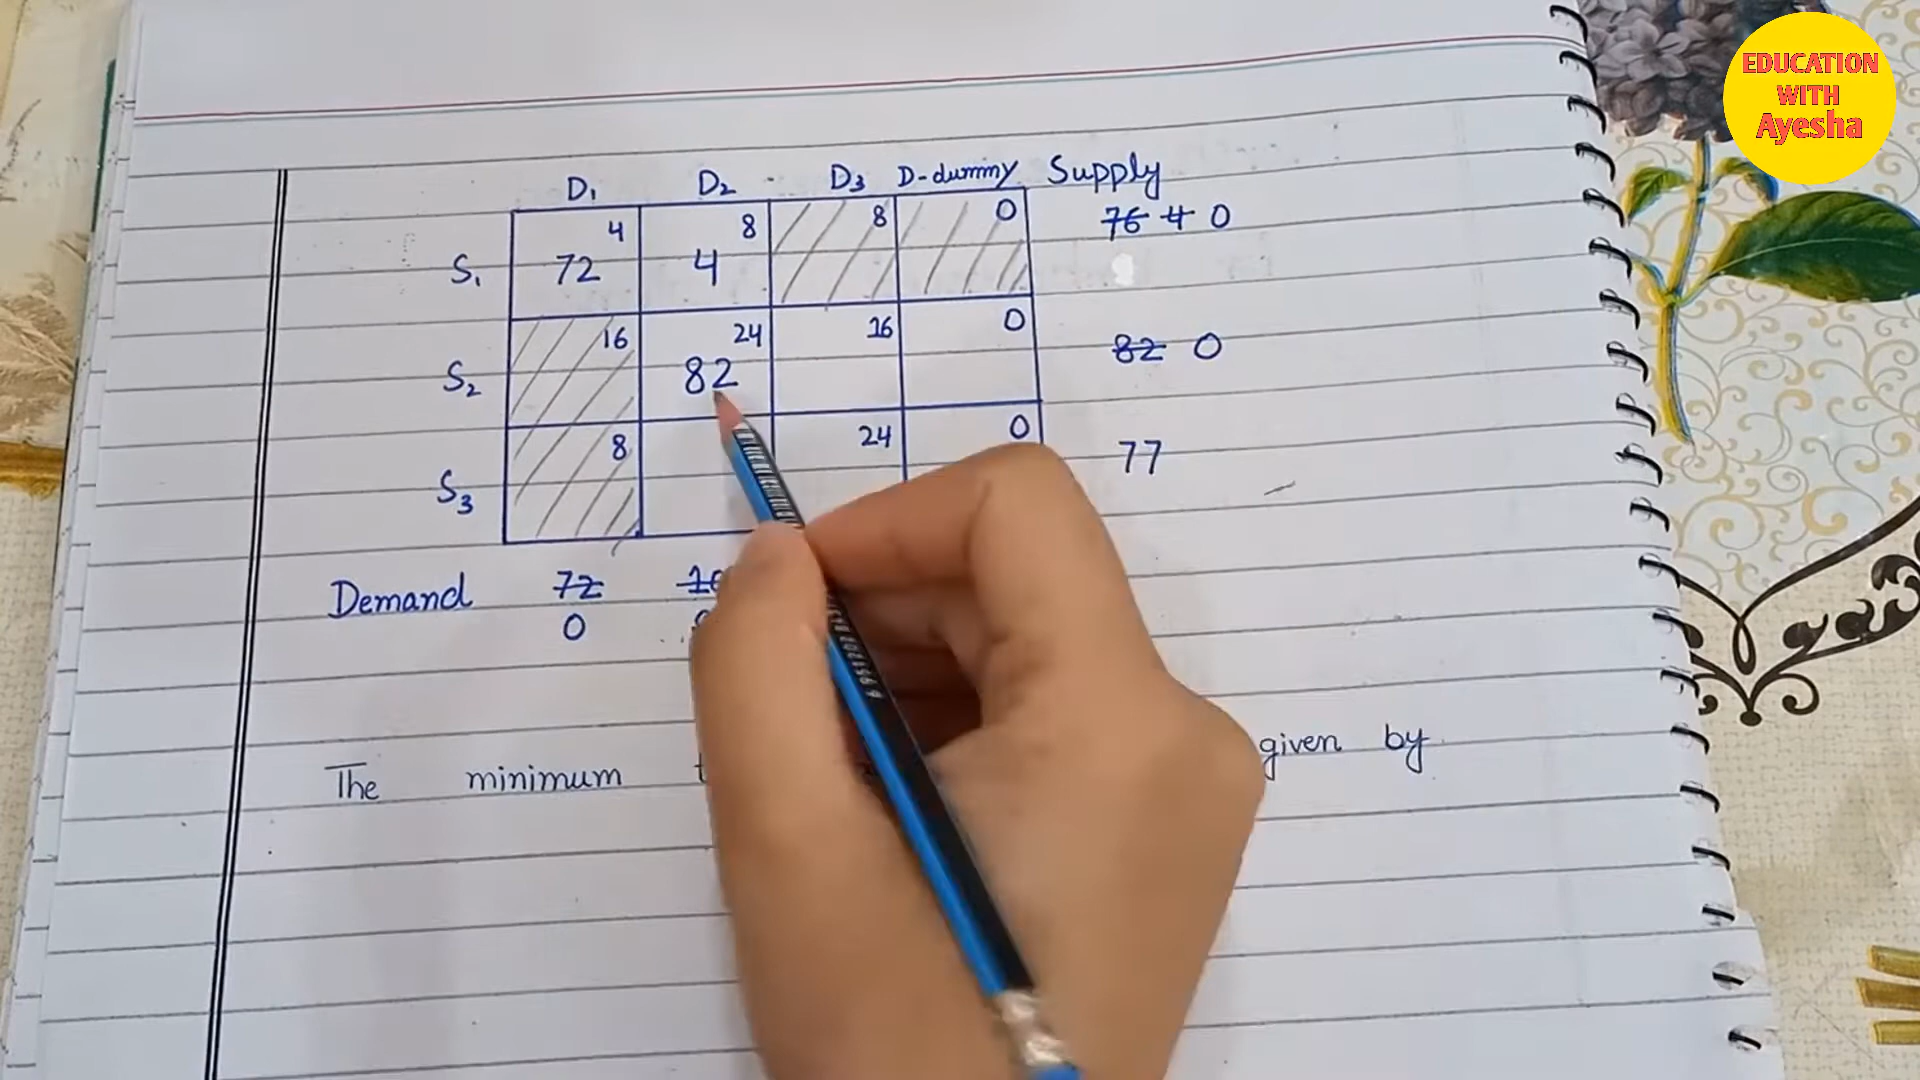 EDUCATION
WITH
Ayesha
D1 D2 D3 D-dummy Supply
4 8 8 0
S1 72 4 76 4 0
16 24 16 0
S2 82 82 0
8 24 0
S3 77
Demand 72
0
The minimum given by